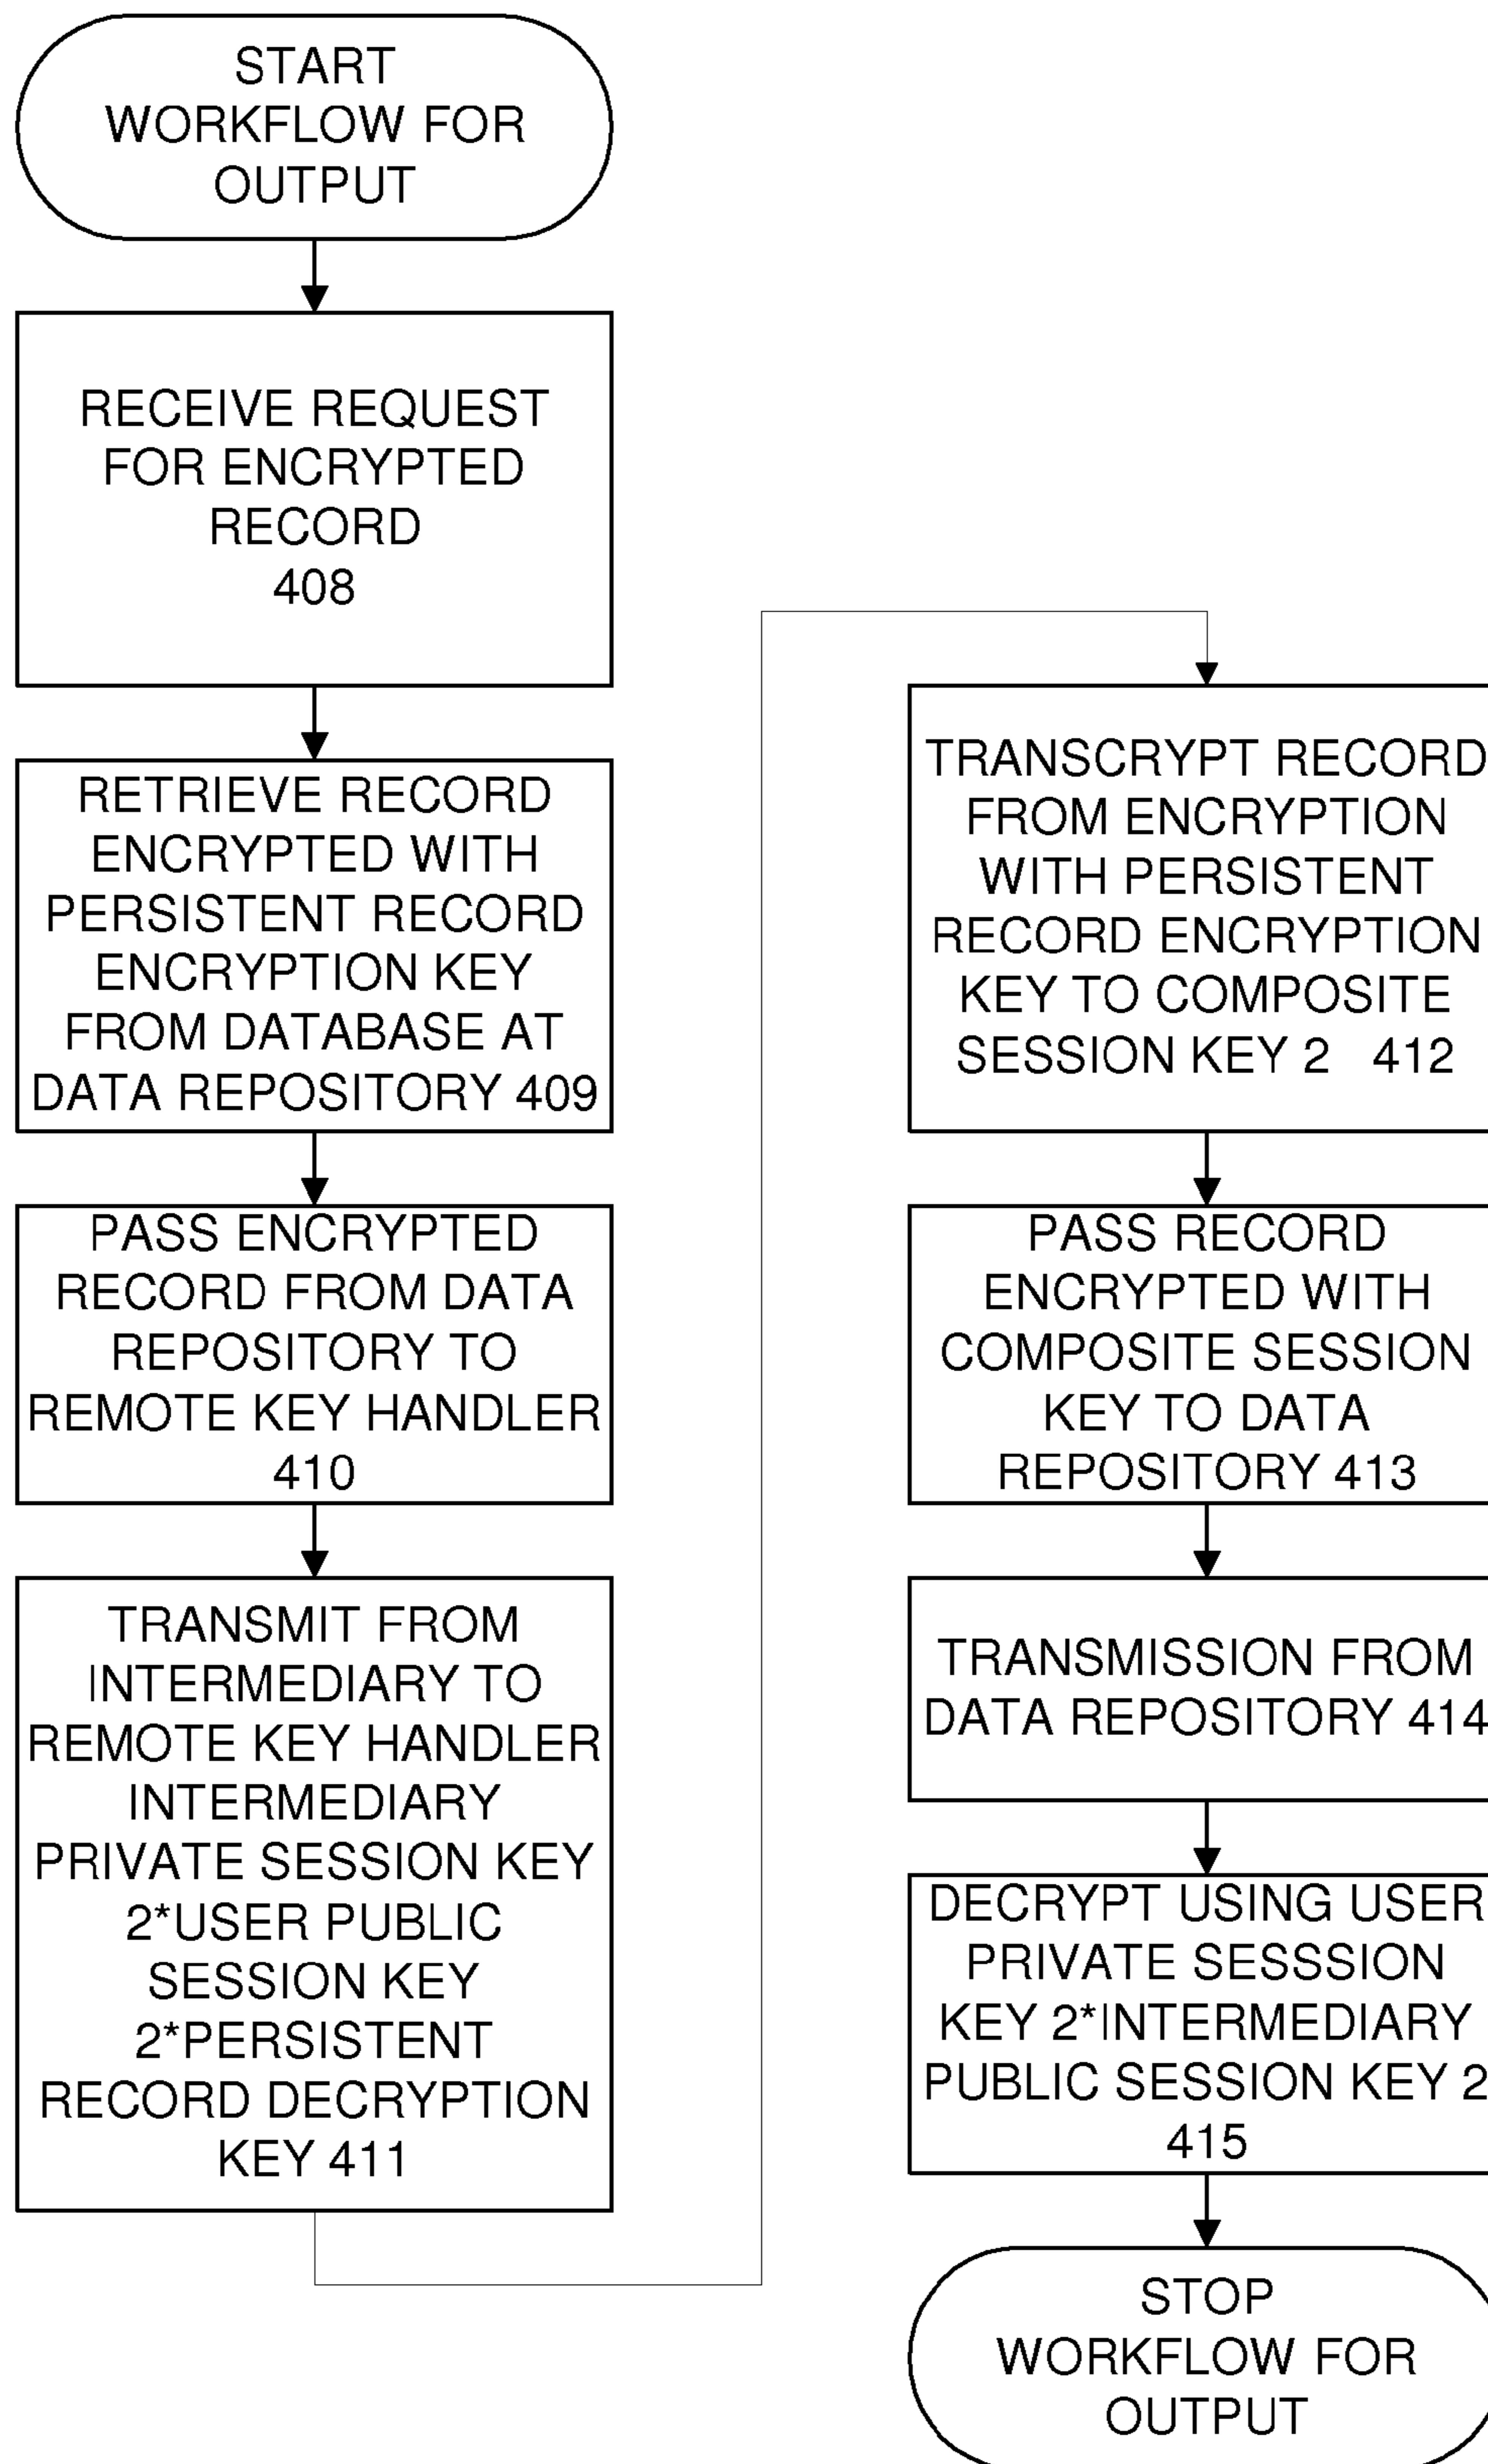 START
WORKFLOW FOR
OUTPUT
RECEIVE REQUEST
FOR ENCRYPTED
RECORD
408
RETRIEVE RECORD
ENCRYPTED WITH
PERSISTENT RECORD
ENCRYPTION KEY
FROM DATABASE AT
DATA REPOSITORY 409
PASS ENCRYPTED
RECORD FROM DATA
REPOSITORY TO
REMOTE KEY HANDLER
410
TRANSMIT FROM
INTERMEDIARY TO
REMOTE KEY HANDLER
INTERMEDIARY
PRIVATE SESSION KEY
2*USER PUBLIC
SESSION KEY
2*PERSISTENT
RECORD DECRYPTION
KEY 411
TRANSCRYPT RECORD
FROM ENCRYPTION
WITH PERSISTENT
RECORD ENCRYPTION
KEY TO COMPOSITE
SESSION KEY 2 412
PASS RECORD
ENCRYPTED WITH
COMPOSITE SESSION
KEY TO DATA
REPOSITORY 413
TRANSMISSION FROM
DATA REPOSITORY 414
DECRYPT USING USER
PRIVATE SESSSION
KEY 2*INTERMEDIARY
PUBLIC SESSION KEY 2
415
STOP
WORKFLOW FOR
OUTPUT